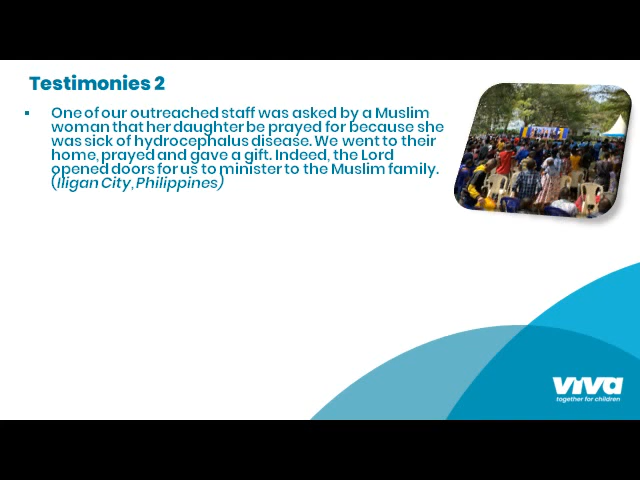 Testimonies 2
▪ One of our outreached staff was asked by a Muslim
woman that her daughter be prayed for because she
was sick of hydrocephalus disease. We went to their
home, prayed and gave a gift. Indeed, the Lord
opened doors for us to minister to the Muslim family.
(Iligan City, Philippines)
viva
together for children